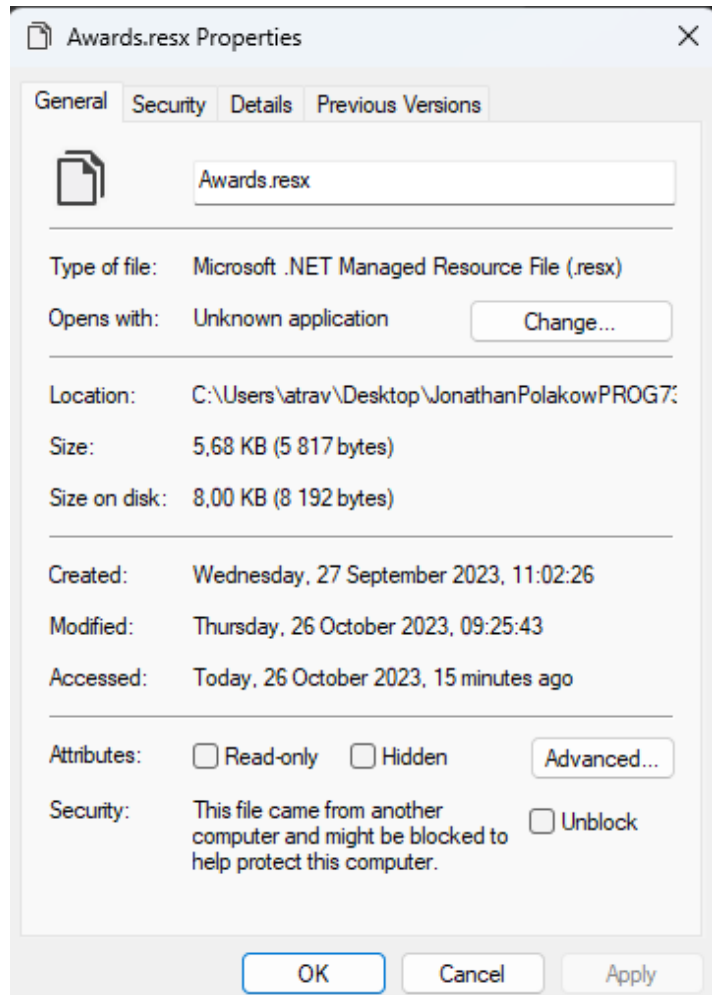 Awards.resx Properties
General Security Details Previous Versions
Awards.resx
Type of file: Microsoft .NET Managed Resource File (.resx)
Opens with: Unknown application Change...
Location: C:\Users\atrav\Desktop\JonathanPolakowPROG73
Size: 5,68 KB (5 817 bytes)
Size on disk: 8,00 KB (8 192 bytes)
Created: Wednesday, 27 September 2023, 11:02:26
Modified: Thursday, 26 October 2023, 09:25:43
Accessed: Today, 26 October 2023, 15 minutes ago
Attributes: Read-only Hidden Advanced...
Security: This file came from another
computer and might be blocked to
help protect this computer.
Unblock
OK Cancel Apply